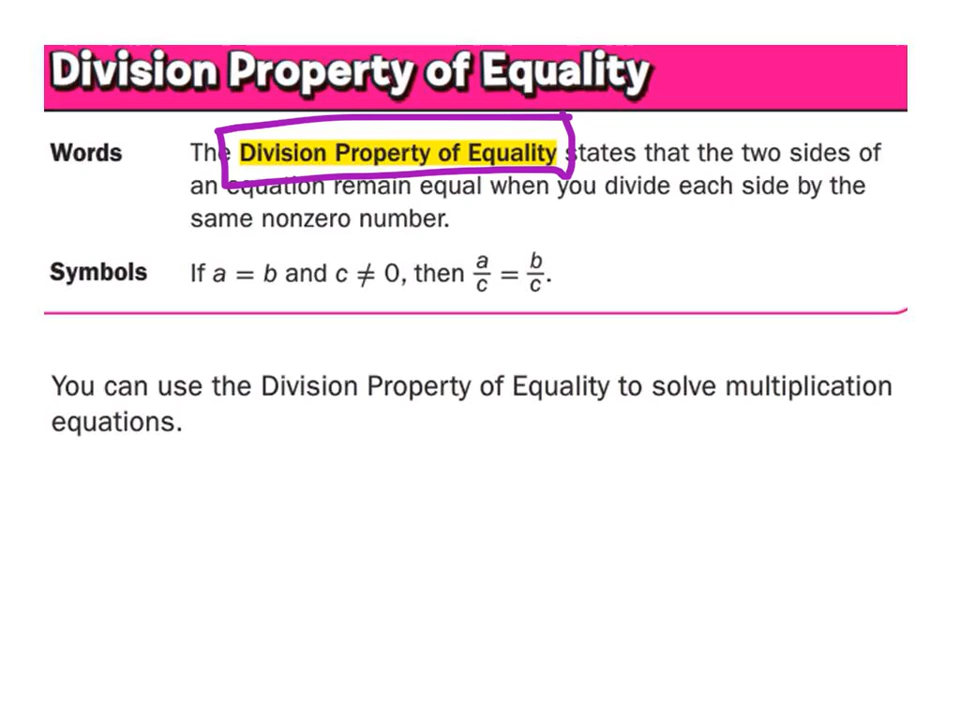 Division Property of Equality
Words The Division Property of Equality states that the two sides of
an equation remain equal when you divide each side by the
same nonzero number.
Symbols If a = b and c ≠ 0, then a/c = b/c.
You can use the Division Property of Equality to solve multiplication
equations.